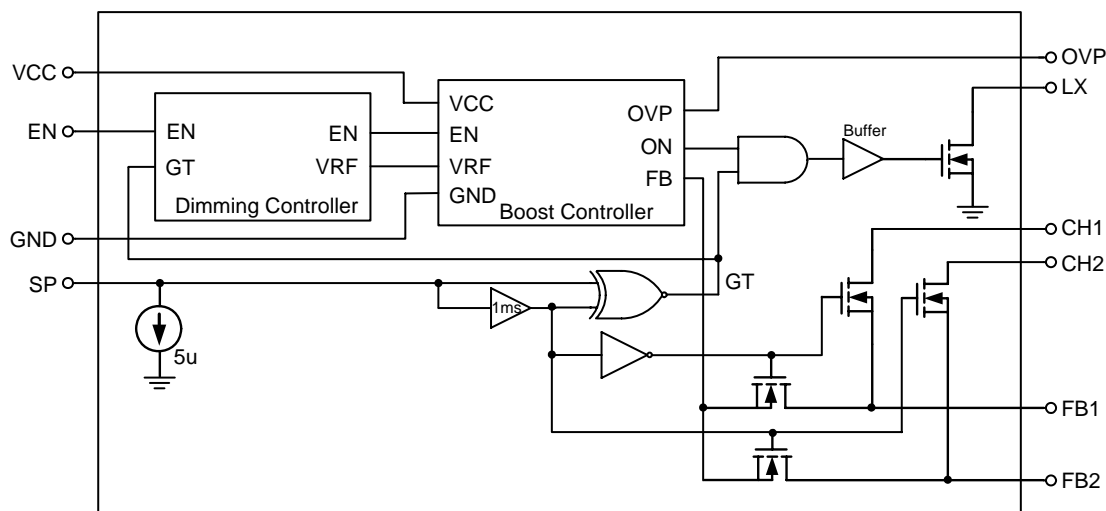 OVP
VCC
LX
VCC
OVP
Buffer
EN
EN
EN
EN
ON
GT
VRF
VRF
FB
GND
Dimming Controller
Boost Controller
GND
CH1
CH2
SP
GT
1ms
5u
FB1
FB2